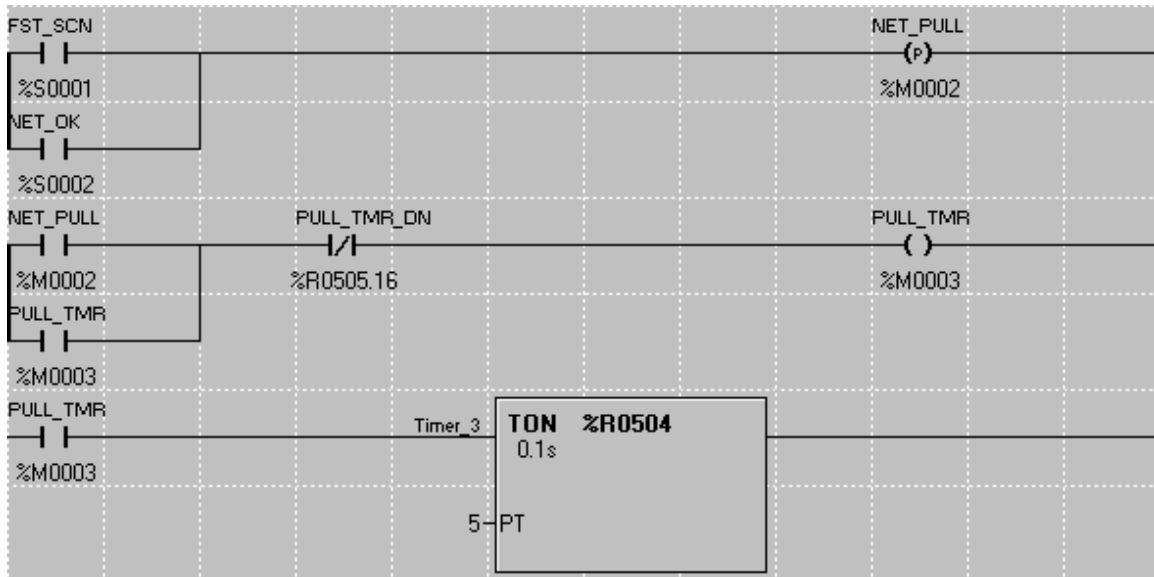 FST_SCN NET_PULL
(P)
%S0001 %M0002
NET_OK
%S0002
NET_PULL PULL_TMR_DN PULL_TMR
%M0002 %R0505.16 %M0003
PULL_TMR
%M0003
PULL_TMR
Timer_3 TON %R0504
0.1s
%M0003
5 PT